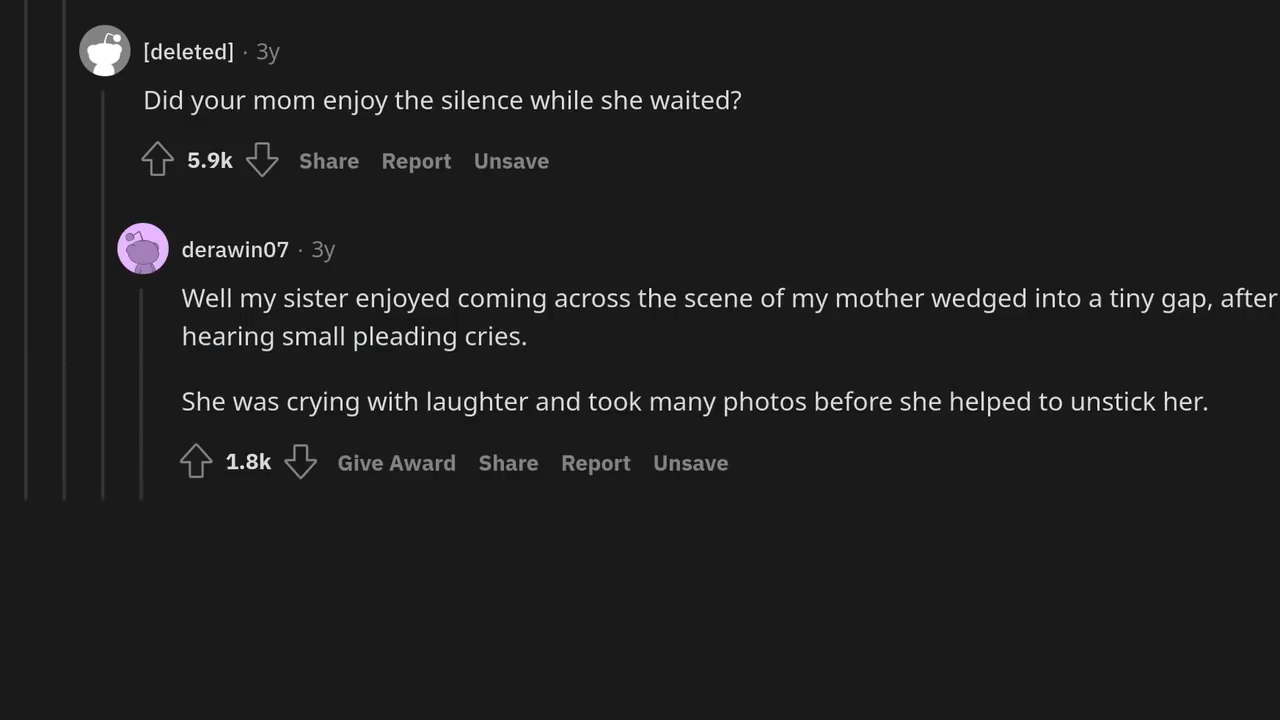 [deleted] · 3y
Did your mom enjoy the silence while she waited?
5.9k Share Report Unsave
derawin07 · 3y
Well my sister enjoyed coming across the scene of my mother wedged into a tiny gap, after
hearing small pleading cries.
She was crying with laughter and took many photos before she helped to unstick her.
1.8k Give Award Share Report Unsave